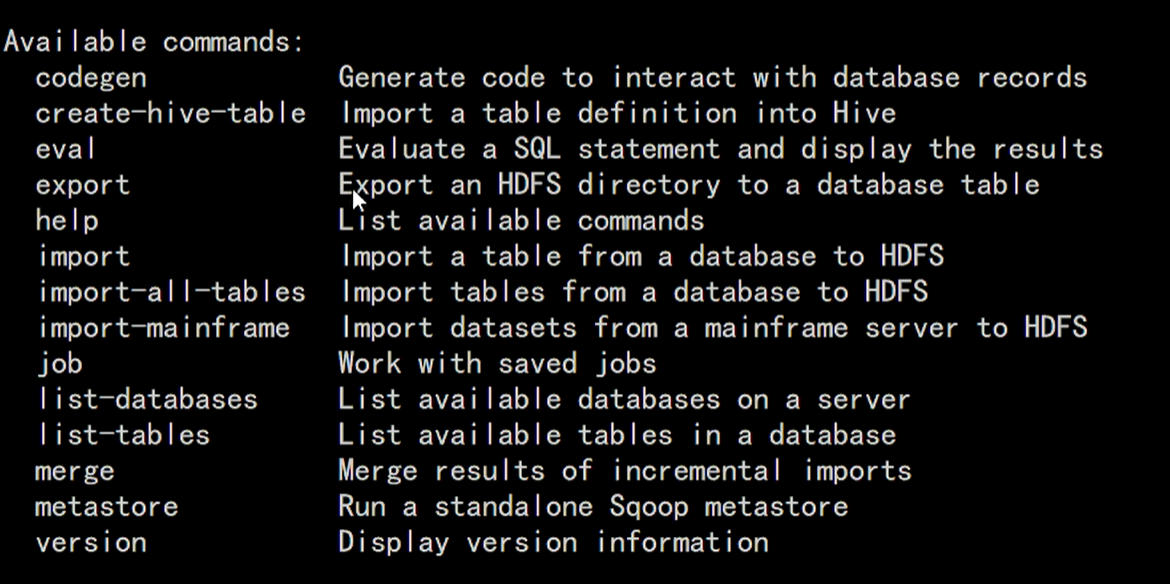 Available commands:
codegen Generate code to interact with database records
create-hive-table Import a table definition into Hive
eval Evaluate a SQL statement and display the results
export Export an HDFS directory to a database table
help List available commands
import Import a table from a database to HDFS
import-all-tables Import tables from a database to HDFS
import-mainframe Import datasets from a mainframe server to HDFS
job Work with saved jobs
list-databases List available databases on a server
list-tables List available tables in a database
merge Merge results of incremental imports
metastore Run a standalone Sqoop metastore
version Display version information